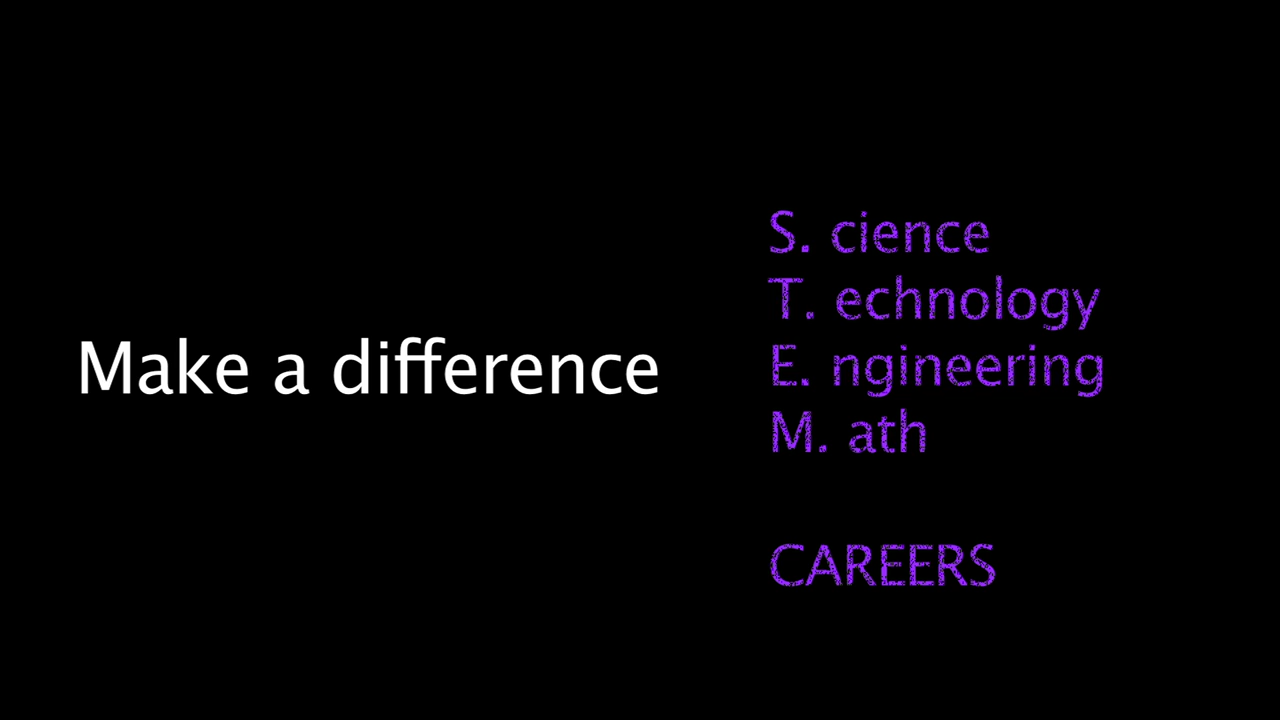 Make a difference
S. cience
T. echnology
E. ngineering
M. ath
CAREERS